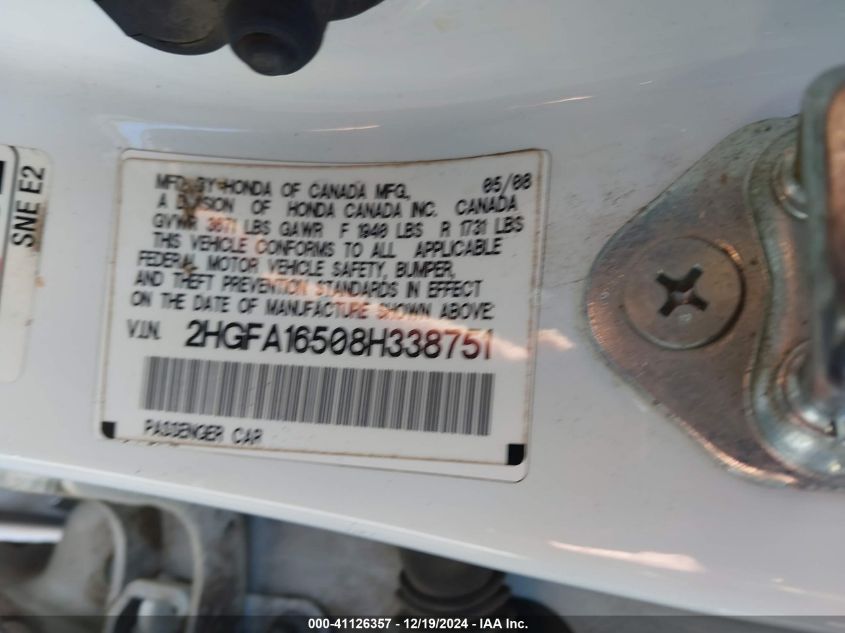 SNE E2
MFD. BY HONDA OF CANADA MFG. 05/08
A DIVISION OF HONDA CANADA INC. CANADA
GVWR 3671 LBS GAWR F 1940 LBS R 1731 LBS
THIS VEHICLE CONFORMS TO ALL APPLICABLE
FEDERAL MOTOR VEHICLE SAFETY, BUMPER,
AND THEFT PREVENTION STANDARDS IN EFFECT
ON THE DATE OF MANUFACTURE SHOWN ABOVE:
V.I.N. 2HGFA16508H338751
PASSENGER CAR
000-41126357 - 12/19/2024 - IAA Inc.